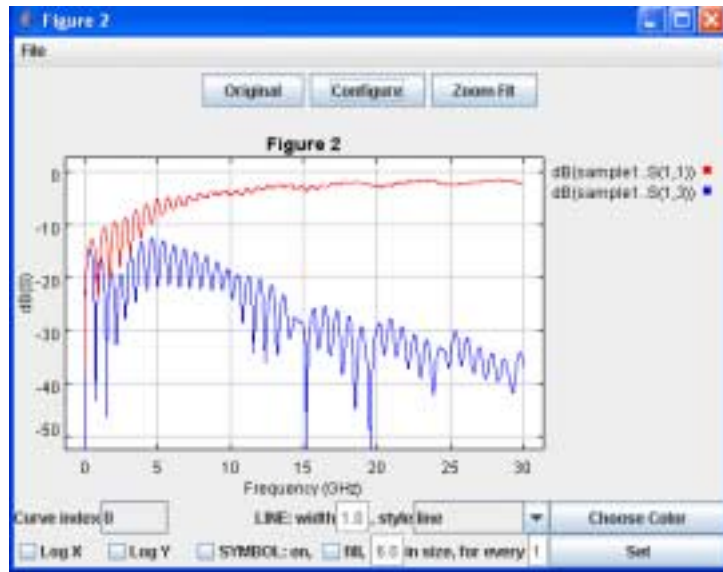 Figure 2
File
Original Configure Zoom Fit
Figure 2
dB(sample1..S(1,1))
dB(sample1..S(1,3))
0
-10
-20
-30
-40
-50
dB(S)
0 5 10 15 20 25 30
Frequency (GHz)
Curve index 0 LINE: width 1.0 , style line Choose Color
Log X Log Y SYMBOL: on, fill, 6.0 in size, for every 1 Set